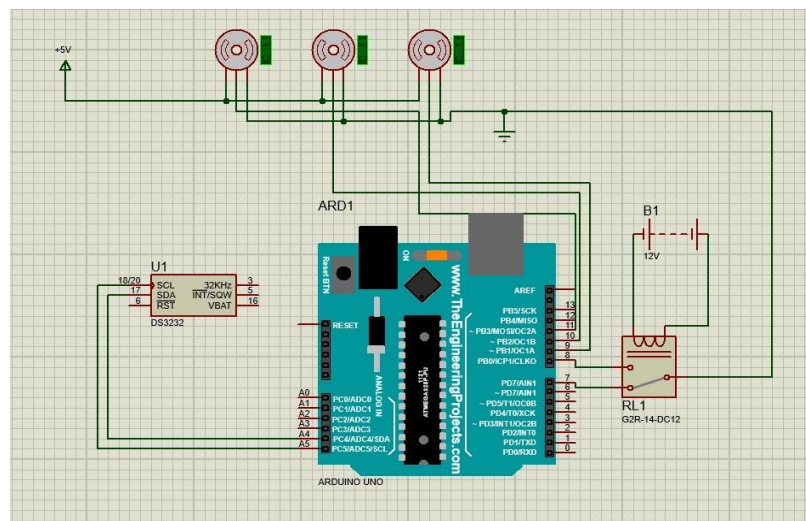 +5V
ARD1
B1
12V
U1
18/20
SCL
32KHz
3
17
SDA
INT/SQW
5
6
RST
VBAT
16
DS3232
Reset BTN
ON
www.TheEngineeringProjects.com
AREF
PB5/SCK
13
PB4/MISO
12
~ PB3/MOSI/OC2A
11
~ PB2/OC1B
10
~ PB1/OC1A
9
PB0/ICP1/CLKO
8
RESET
ANALOG IN
ATMEGA328P-PU
1121
PD7/AIN1
7
~ PD7/AIN1
6
~ PD5/T1/OC0B
5
PD4/T0/XCK
4
~ PD3/INT1/OC2B
3
PD2/INT0
2
PD1/TXD
1
PD0/RXD
0
A0
PC0/ADC0
A1
PC1/ADC1
A2
PC2/ADC2
A3
PC3/ADC3
A4
PC4/ADC4/SDA
A5
PC5/ADC5/SCL
ARDUINO UNO
RL1
G2R-14-DC12